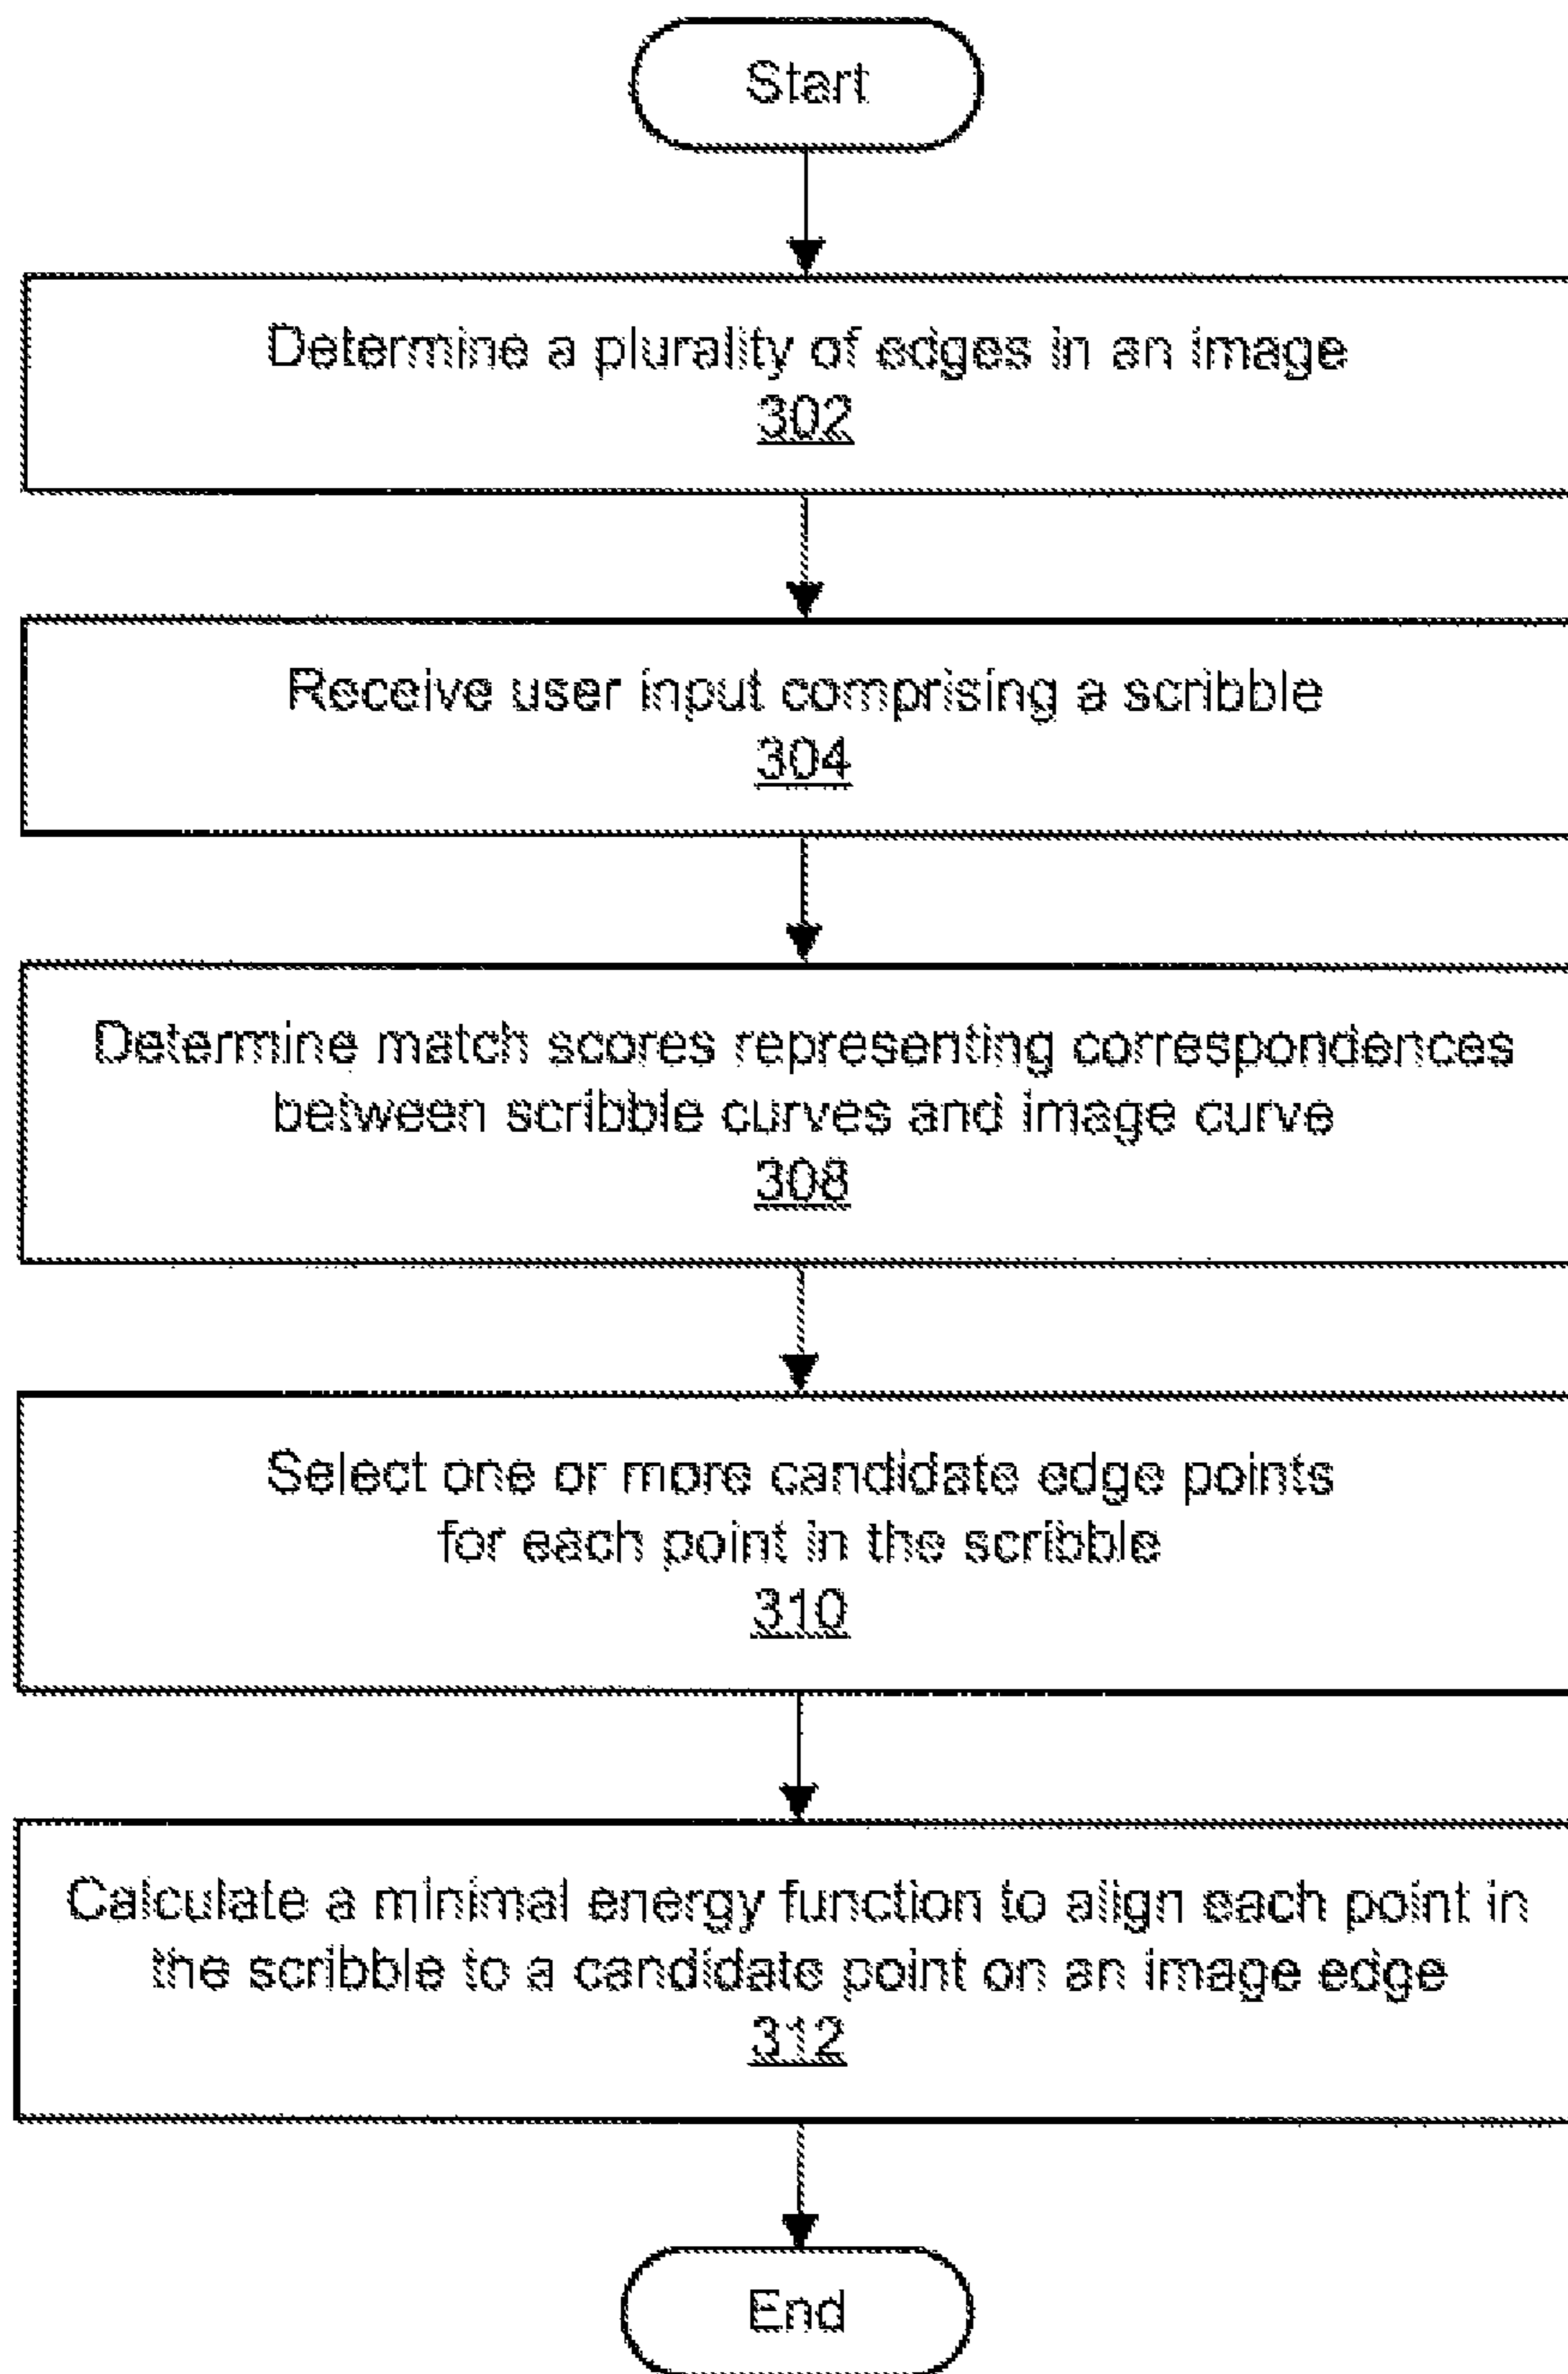 Start
Determine a plurality of edges in an image
302
Receive user input comprising a scribble
304
Determine match scores representing correspondences
between scribble curves and image curve
308
Select one or more candidate edge points
for each point in the scribble
310
Calculate a minimal energy function to align each point in
the scribble to a candidate point on an image edge
312
End